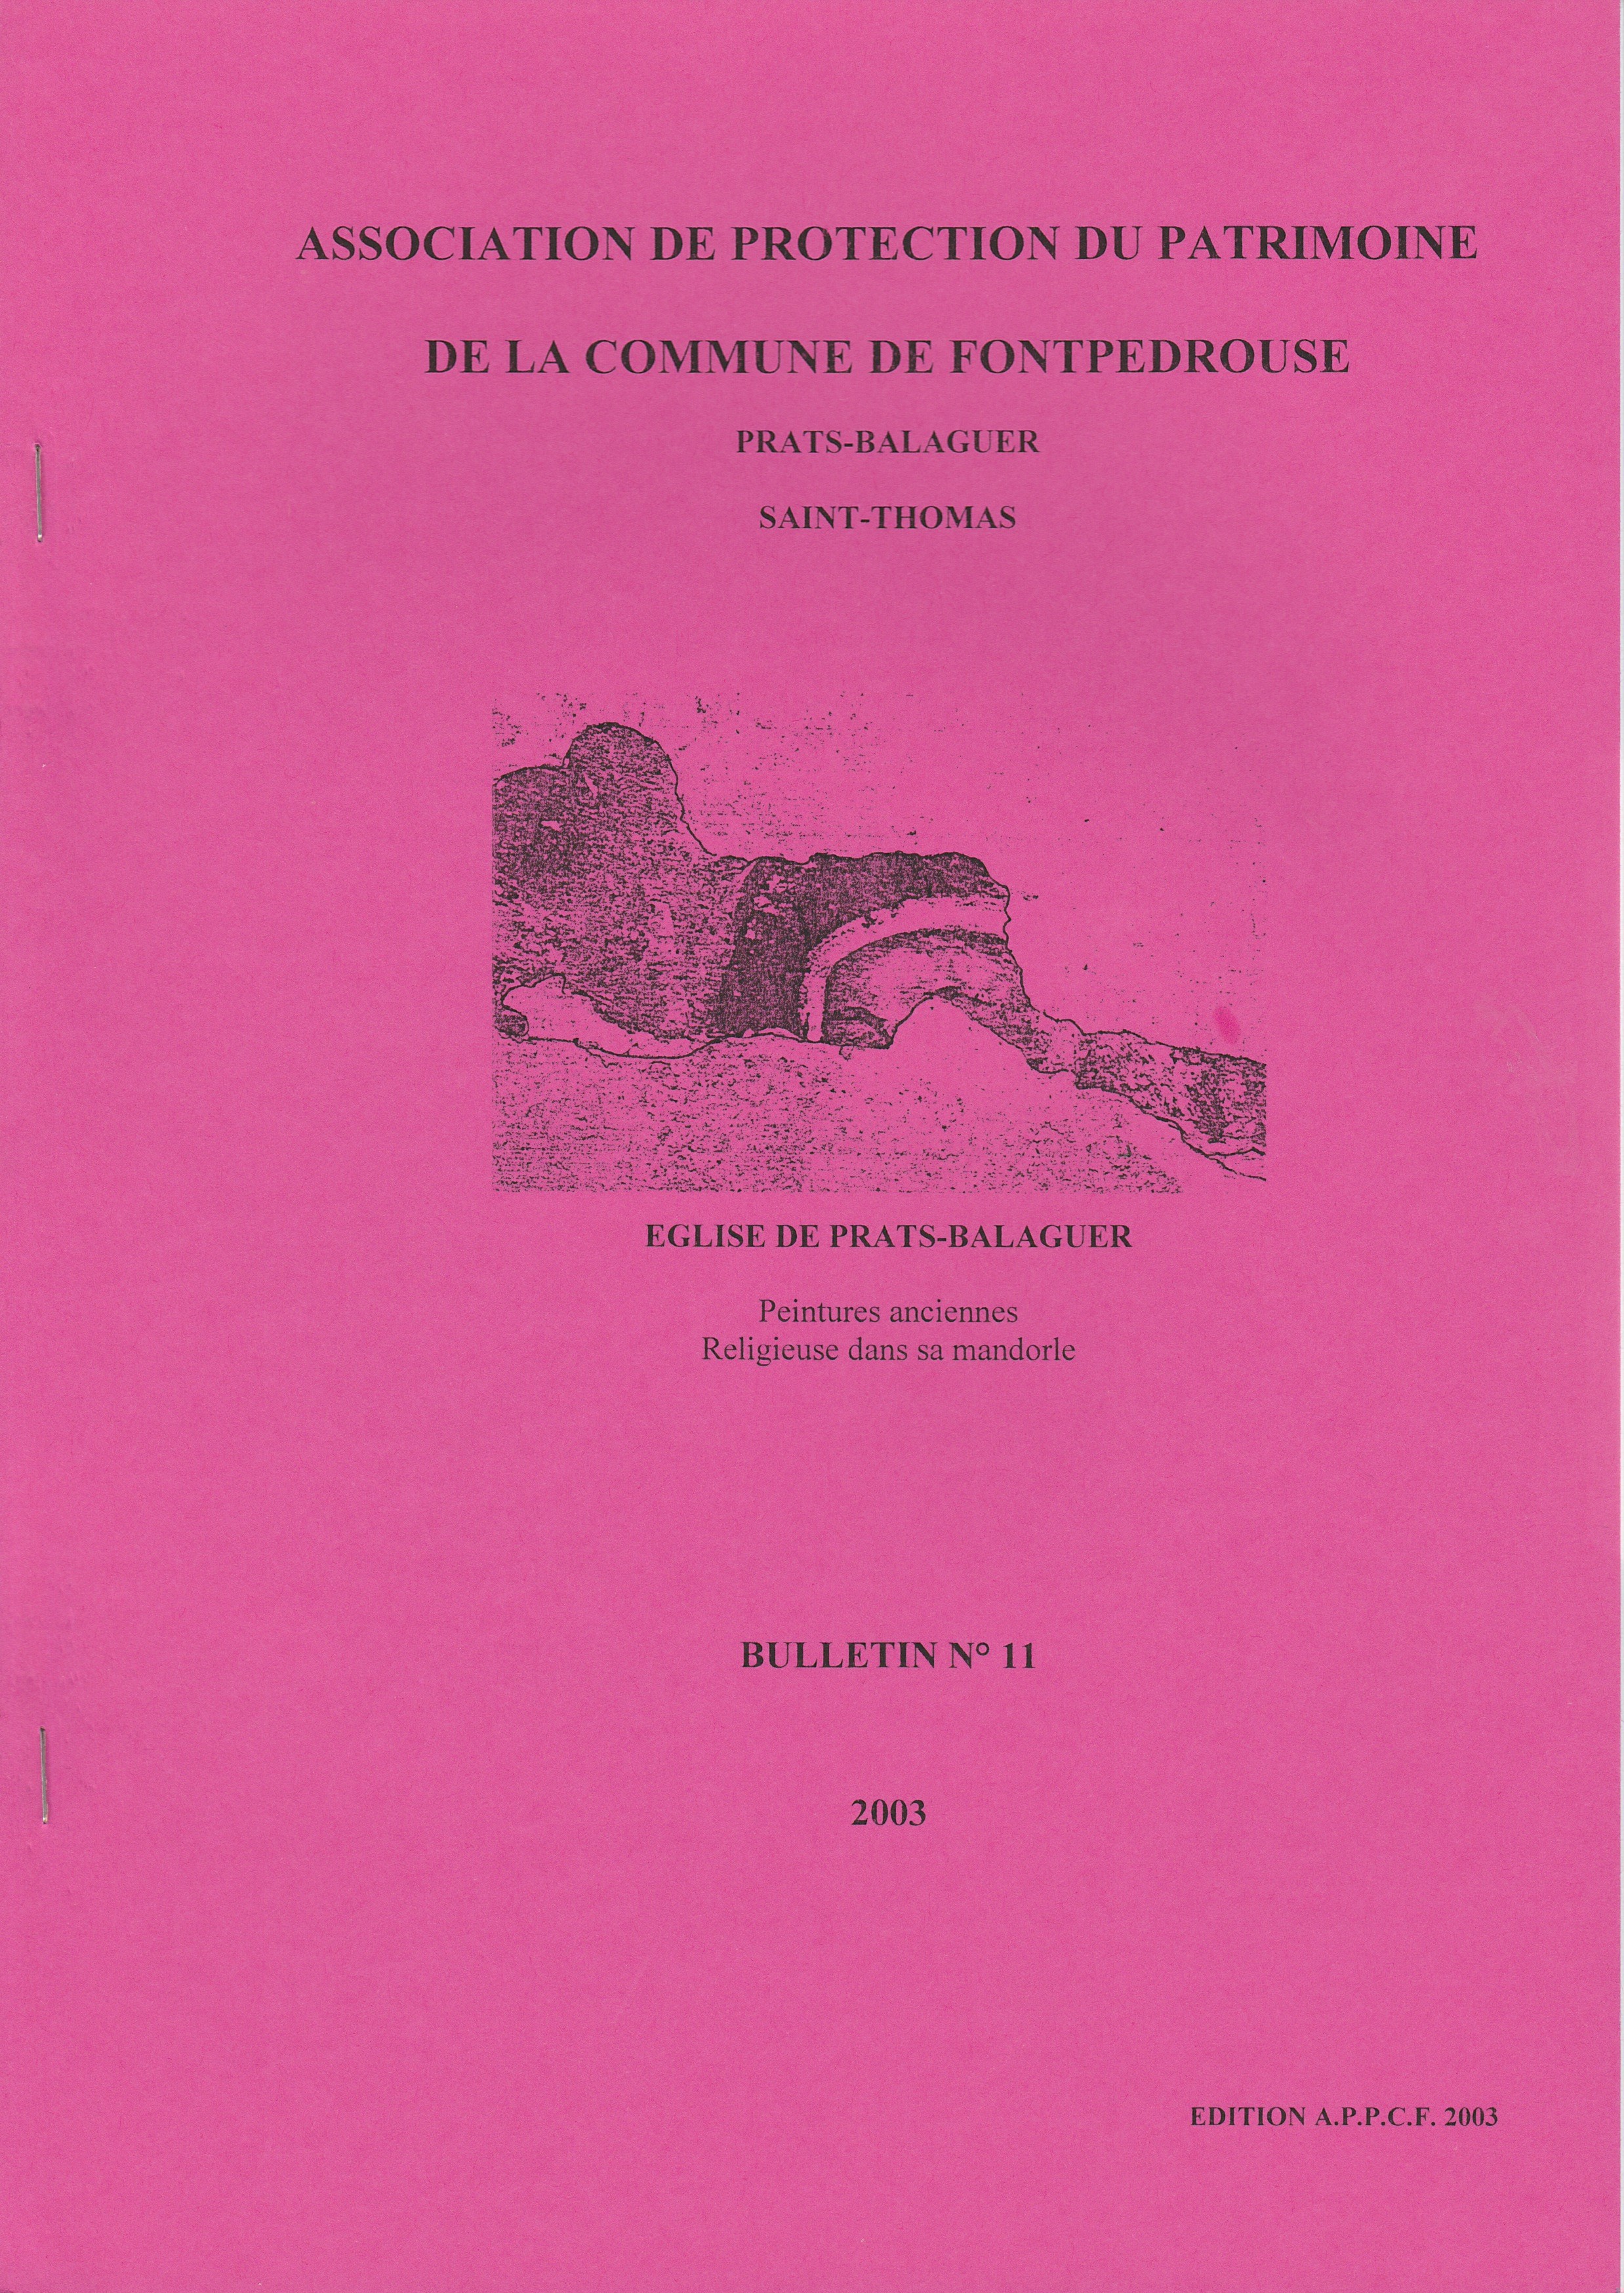 ASSOCIATION DE PROTECTION DU PATRIMOINE
DE LA COMMUNE DE FONTPEDROUSE
PRATS-BALAGUER
SAINT-THOMAS
EGLISE DE PRATS-BALAGUER
Peintures anciennes
Religieuse dans sa mandorle
BULLETIN N° 11
2003
EDITION A.P.P.C.F. 2003